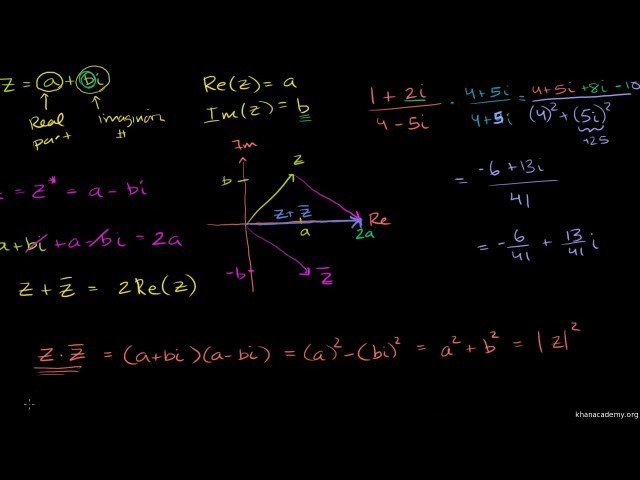 z = a + bi
Real part
imaginary #
Re(z) = a
Im(z) = b
= z* = a - bi
a + bi + a - bi = 2a
z + z̅ = 2Re(z)
Im
z
b
z + z̅
Re
a
2a
-b
z̅
(1 + 2i)/(4 - 5i) · (4 + 5i)/(4 + 5i) = (4 + 5i + 8i - 10)/((4)² + (5i)²)
+25
= (-6 + 13i)/41
= -6/41 + 13/41 i
z · z̅ = (a + bi)(a - bi) = (a)² - (bi)² = a² + b² = |z|²
khanacademy.org